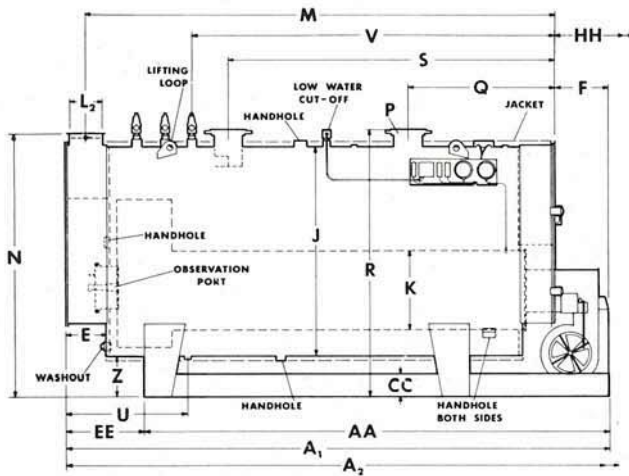 M
V
HH
S
LIFTING
LOOP
LOW WATER
CUT-OFF
Q
F
L₂
HANDHOLE
P
JACKET
N
J
HANDHOLE
R
K
OBSERVATION
PORT
E
WASHOUT
Z
CC
U
HANDHOLE
HANDHOLE
BOTH SIDES
EE
AA
A₁
A₂